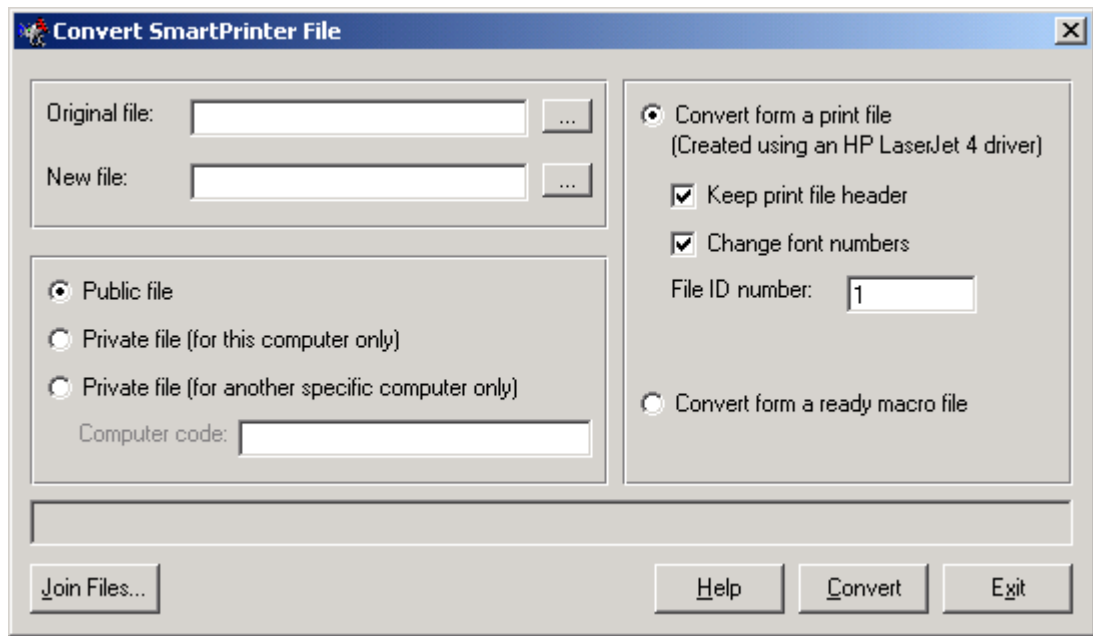 Convert SmartPrinter File
Original file:
...
New file:
...
Public file
Private file (for this computer only)
Private file (for another specific computer only)
Computer code:
Convert form a print file
(Created using an HP LaserJet 4 driver)
Keep print file header
Change font numbers
File ID number: 1
Convert form a ready macro file
Join Files...
Help
Convert
Exit